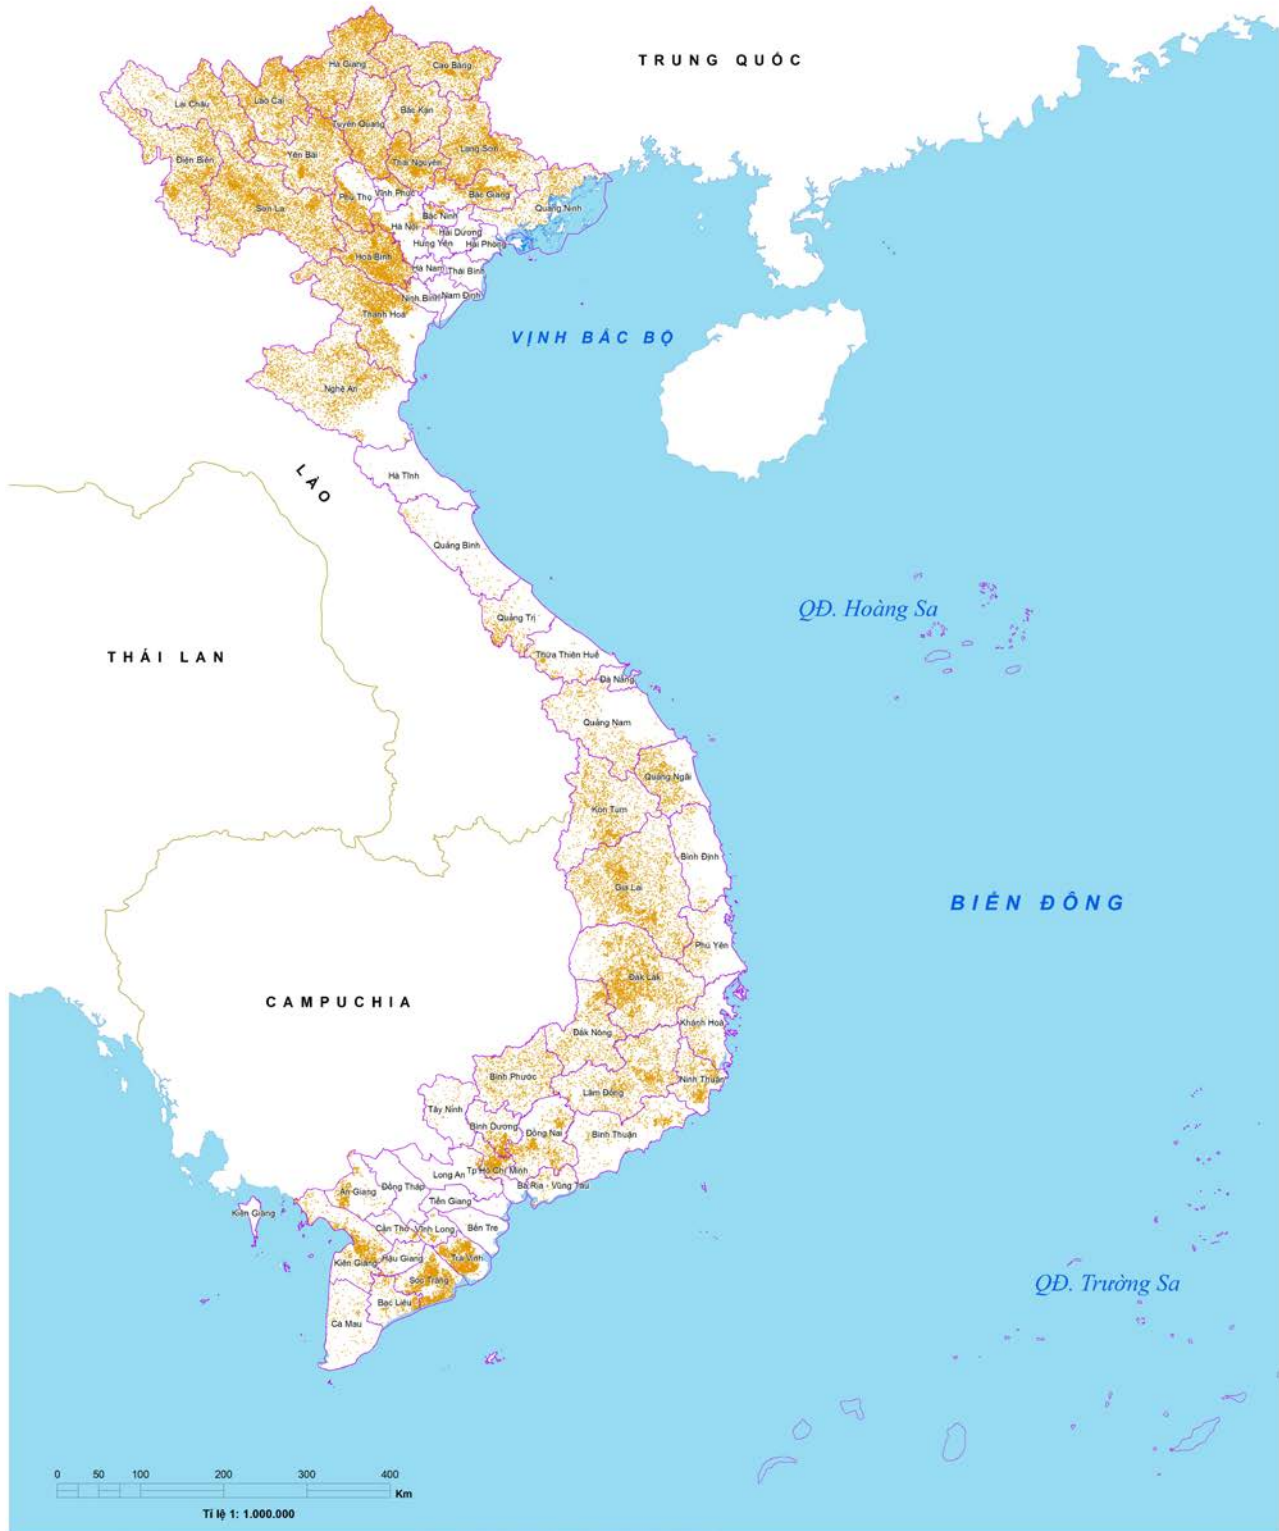 TRUNG QUỐC
Hà Giang
Cao Bằng
Lai Châu
Lào Cai
Bắc Kạn
Tuyên Quang
Điện Biên
Yên Bái
Thái Nguyên
Lạng Sơn
Sơn La
Phú Thọ
Vĩnh Phúc
Bắc Giang
Quảng Ninh
Bắc Ninh
Hà Nội
Hải Dương
Hưng Yên
Hải Phòng
Hoà Bình
Hà Nam
Thái Bình
Ninh Bình
Nam Định
Thanh Hoá
VỊNH BẮC BỘ
Nghệ An
LÀO
Hà Tĩnh
Quảng Bình
QĐ. Hoàng Sa
Quảng Trị
THÁI LAN
Thừa Thiên Huế
Đà Nẵng
Quảng Nam
Quảng Ngãi
Kon Tum
Bình Định
Gia Lai
BIỂN ĐÔNG
Phú Yên
Đắk Lắk
CAMPUCHIA
Khánh Hoà
Đắk Nông
Bình Phước
Ninh Thuận
Lâm Đồng
Tây Ninh
Bình Dương
Đồng Nai
Bình Thuận
Long An
Tp Hồ Chí Minh
Bà Rịa - Vũng Tàu
An Giang
Đồng Tháp
Tiền Giang
Kiên Giang
Cần Thơ
Vĩnh Long
Bến Tre
Kiên Giang
Hậu Giang
Trà Vinh
Sóc Trăng
QĐ. Trường Sa
Bạc Liêu
Cà Mau
0 50 100 200 300 400
Km
Tỉ lệ 1: 1.000.000